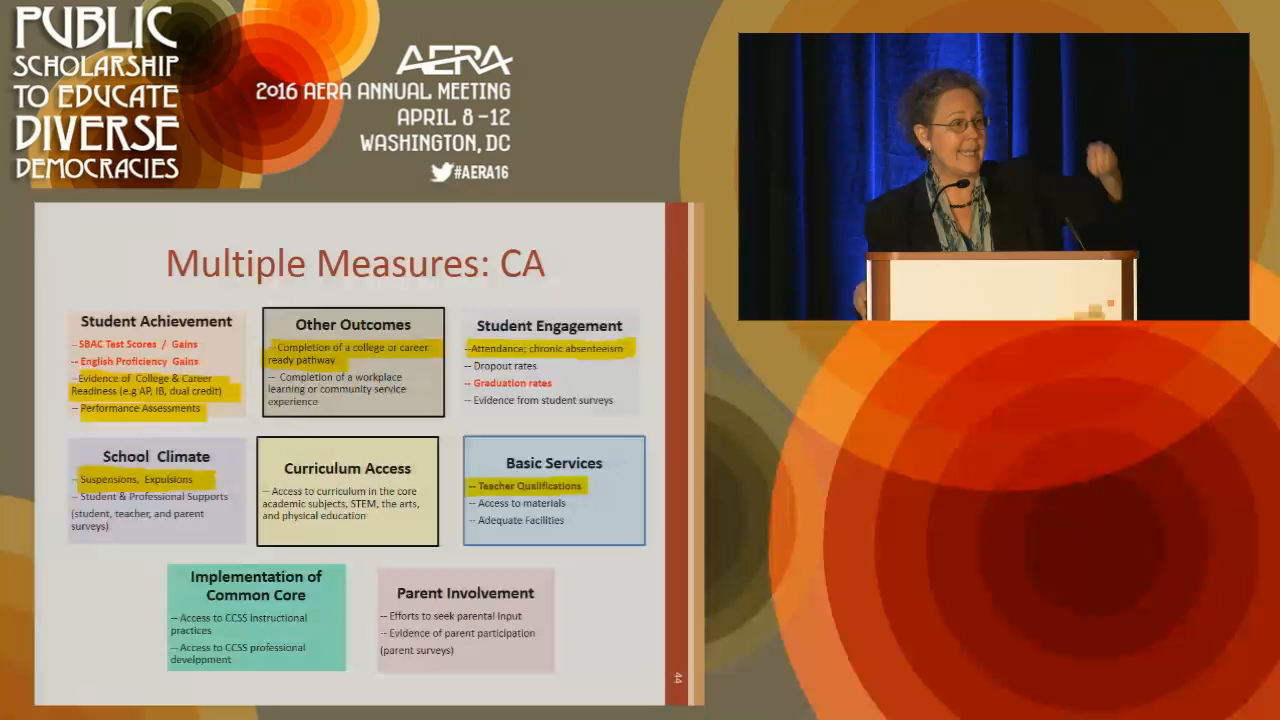 PUBLIC
SCHOLARSHIP
TO EDUCATE
DIVERSE
DEMOCRACIES
AERA
2016 AERA ANNUAL MEETING
APRIL 8-12
WASHINGTON, DC
#AERA16
Multiple Measures: CA
Student Achievement
--SBAC Test Scores / Gains
-- English Proficiency Gains
--Evidence of College & Career
Readiness (e.g AP, IB, dual credit)
-- Performance Assessments
Other Outcomes
--Completion of a college or career
ready pathway
-- Completion of a workplace
learning or community service
experience
Student Engagement
--Attendance; chronic absenteeism
-- Dropout rates
-- Graduation rates
-- Evidence from student surveys
School Climate
-- Suspensions, Expulsions
-- Student & Professional Supports
(student, teacher, and parent
surveys)
Curriculum Access
-- Access to curriculum in the core
academic subjects, STEM, the arts,
and physical education
Basic Services
-- Teacher Qualifications
-- Access to materials
-- Adequate Facilities
Implementation of
Common Core
-- Access to CCSS instructional
practices
-- Access to CCSS professional
development
Parent Involvement
-- Efforts to seek parental input
-- Evidence of parent participation
(parent surveys)
44